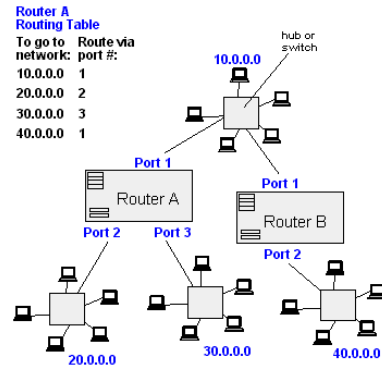 Router A
Routing Table
To go to Route via
network: port #:
10.0.0.0 1
20.0.0.0 2
30.0.0.0 3
40.0.0.0 1
hub or
switch
10.0.0.0
Port 1
Router A
Port 2 Port 3
Port 1
Router B
Port 2
20.0.0.0
30.0.0.0
40.0.0.0